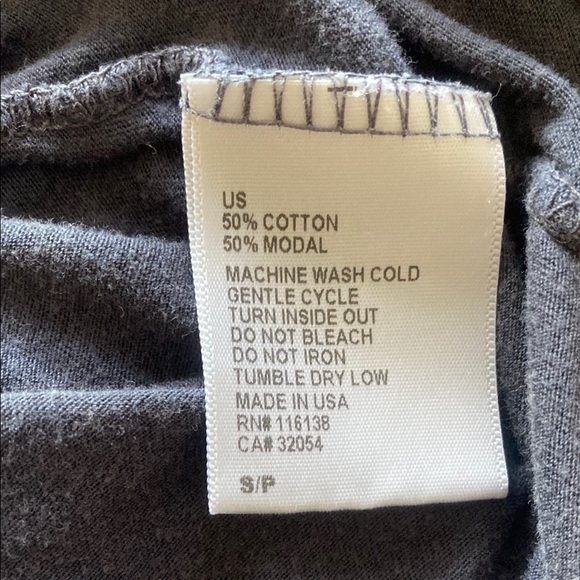 US
50% COTTON
50% MODAL
MACHINE WASH COLD
GENTLE CYCLE
TURN INSIDE OUT
DO NOT BLEACH
DO NOT IRON
TUMBLE DRY LOW
MADE IN USA
RN# 116138
CA# 32054
S/P